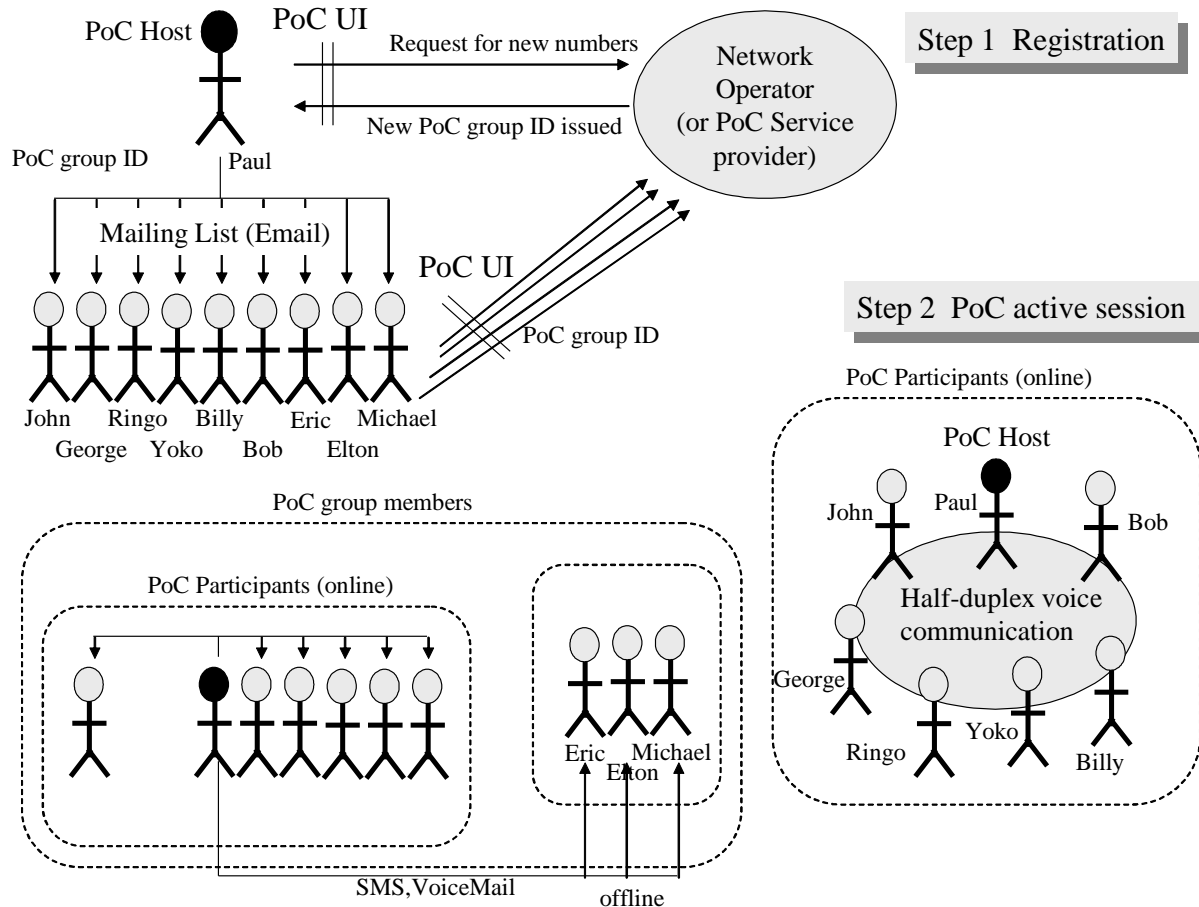 PoC Host
PoC UI
Request for new numbers
Network
Operator
(or PoC Service
provider)
Step 1 Registration
New PoC group ID issued
PoC group ID
Paul
Mailing List (Email)
PoC UI
PoC group ID
John
Ringo
Billy
Eric
Michael
George
Yoko
Bob
Elton
Step 2 PoC active session
PoC Participants (online)
PoC Host
John
Paul
Bob
Half-duplex voice
communication
George
Ringo
Yoko
Billy
PoC group members
PoC Participants (online)
Eric
Michael
Elton
SMS,VoiceMail
offline